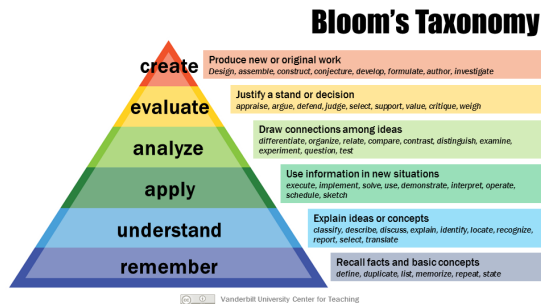 Bloom's Taxonomy
create
Produce new or original work
Design, assemble, construct, conjecture, develop, formulate, author, investigate
evaluate
Justify a stand or decision
appraise, argue, defend, judge, select, support, value, critique, weigh
analyze
Draw connections among ideas
differentiate, organize, relate, compare, contrast, distinguish, examine,
experiment, question, test
apply
Use information in new situations
execute, implement, solve, use, demonstrate, interpret, operate,
schedule, sketch
understand
Explain ideas or concepts
classify, describe, discuss, explain, identify, locate, recognize,
report, select, translate
remember
Recall facts and basic concepts
define, duplicate, list, memorize, repeat, state
cc Vanderbilt University Center for Teaching